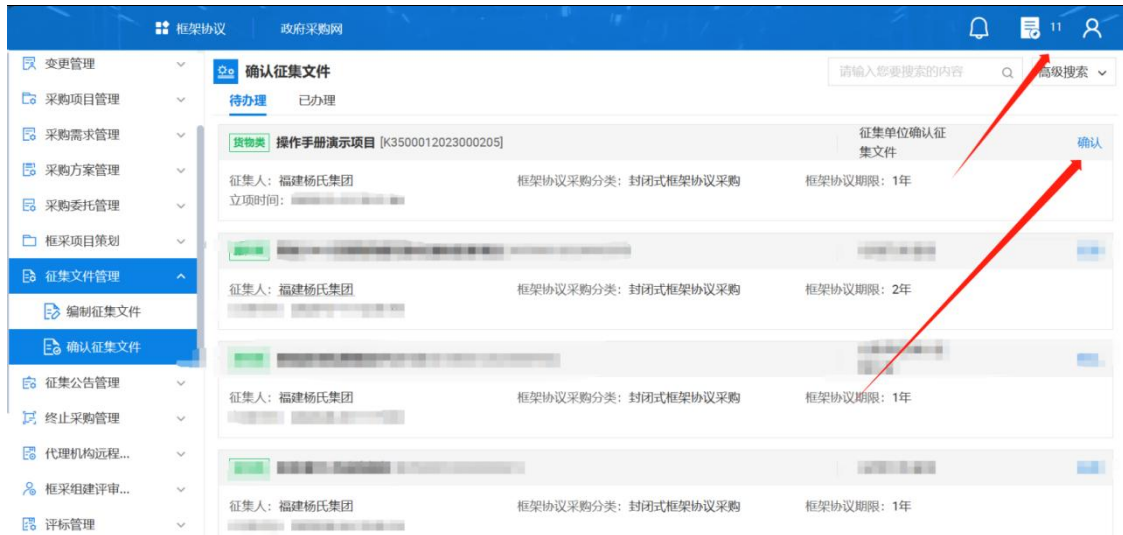 框架协议 政府采购网 11
变更管理
采购项目管理
采购需求管理
采购方案管理
采购委托管理
框采项目策划
征集文件管理
编制征集文件
确认征集文件
征集公告管理
终止采购管理
代理机构远程...
框采组建评审...
评标管理
确认征集文件
请输入您要搜索的内容 高级搜索
待办理 已办理
货物类 操作手册演示项目 [K3500012023000205] 征集单位确认征
集文件
确认
征集人：福建杨氏集团 框架协议采购分类：封闭式框架协议采购 框架协议期限：1年
立项时间：
征集人：福建杨氏集团 框架协议采购分类：封闭式框架协议采购 框架协议期限：2年
征集人：福建杨氏集团 框架协议采购分类：封闭式框架协议采购 框架协议期限：1年
征集人：福建杨氏集团 框架协议采购分类：封闭式框架协议采购 框架协议期限：1年